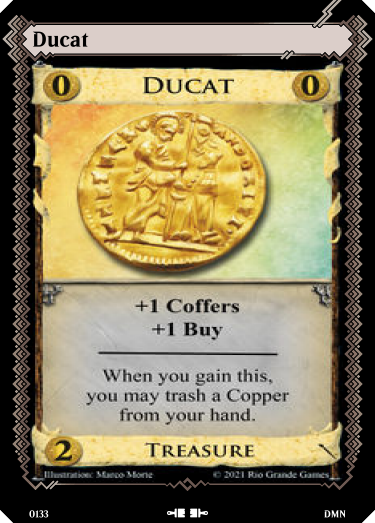 Ducat
0 DUCAT 0
+1 Coffers
+1 Buy
When you gain this,
you may trash a Copper
from your hand.
2 TREASURE
Illustration: Marco Morte © 2021 Rio Grande Games
0133 DMN